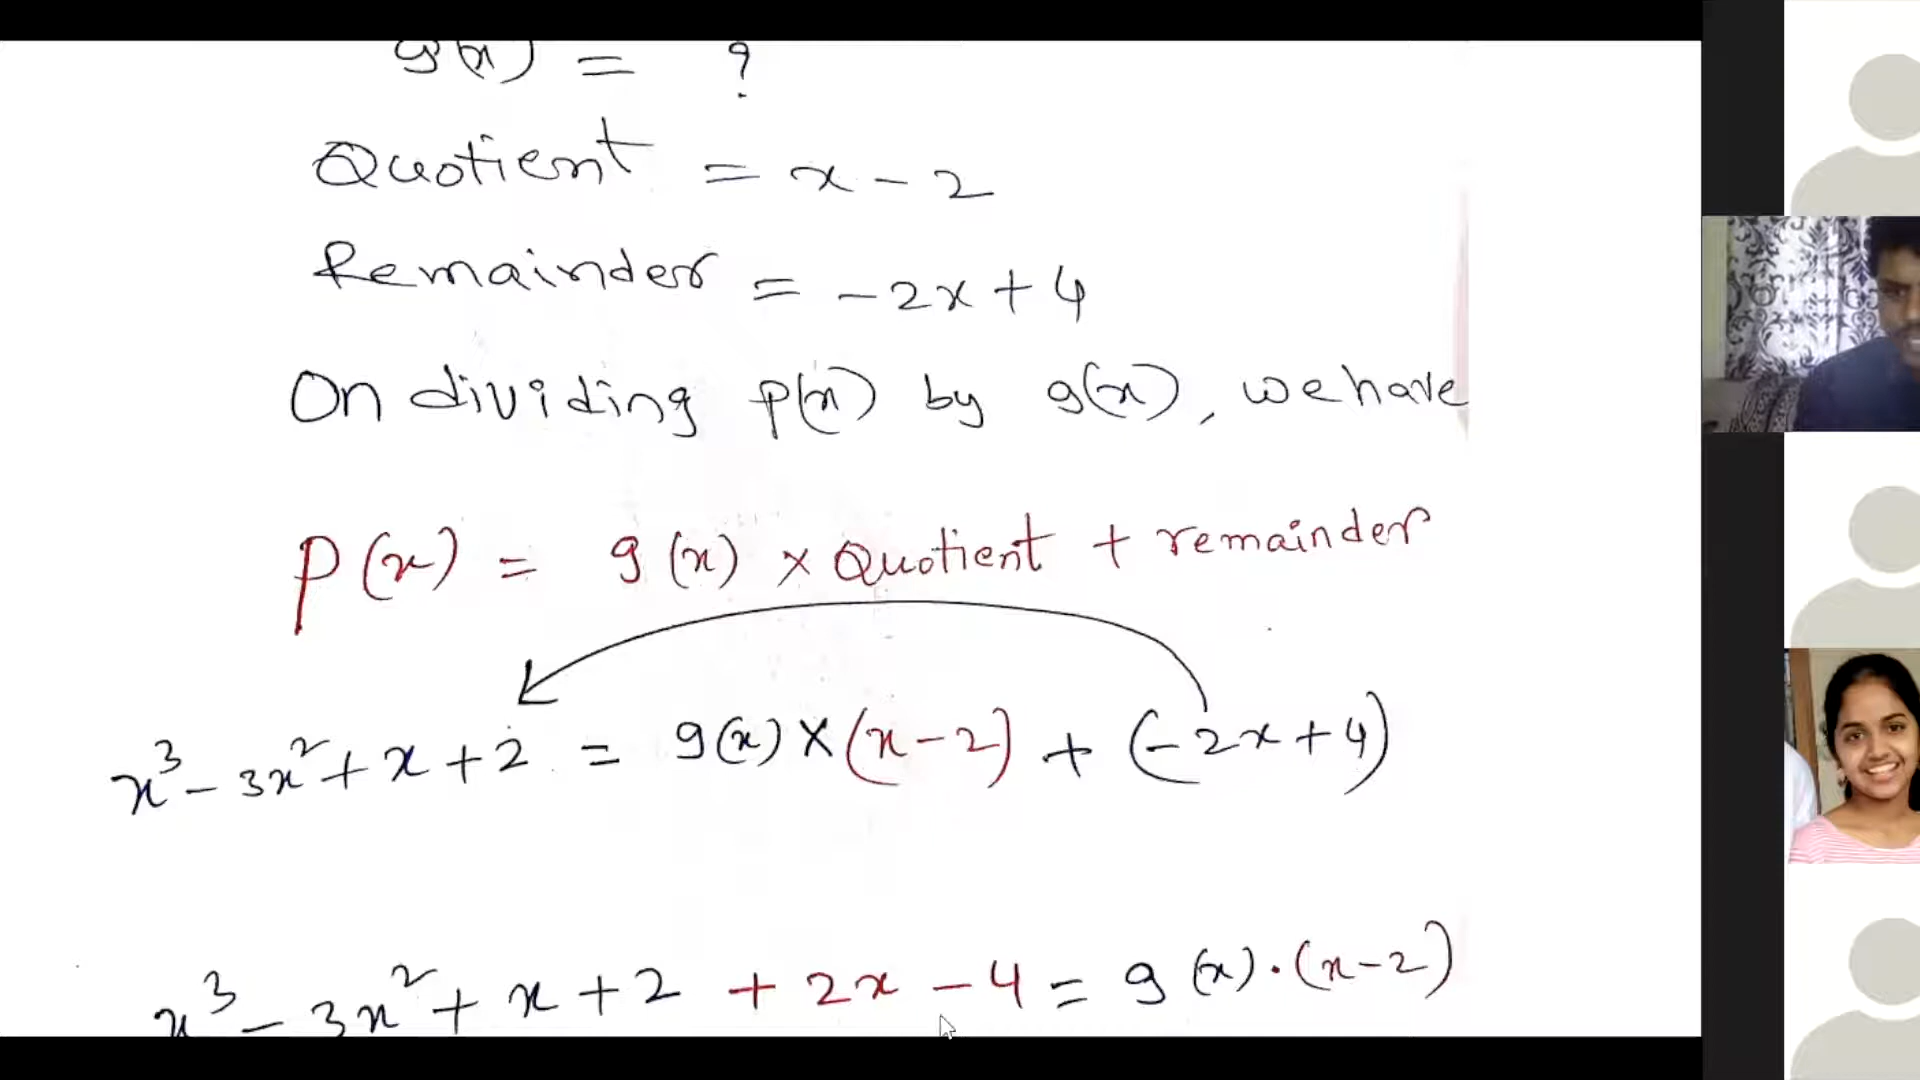 g(x) = ?
Quotient = x - 2
Remainder = -2x + 4
On dividing p(x) by g(x), we have
P(x) = g(x) × Quotient + remainder
x³ - 3x² + x + 2 = g(x) × (x - 2) + (-2x + 4)
x³ - 3x² + x + 2 + 2x - 4 = g(x) · (x - 2)